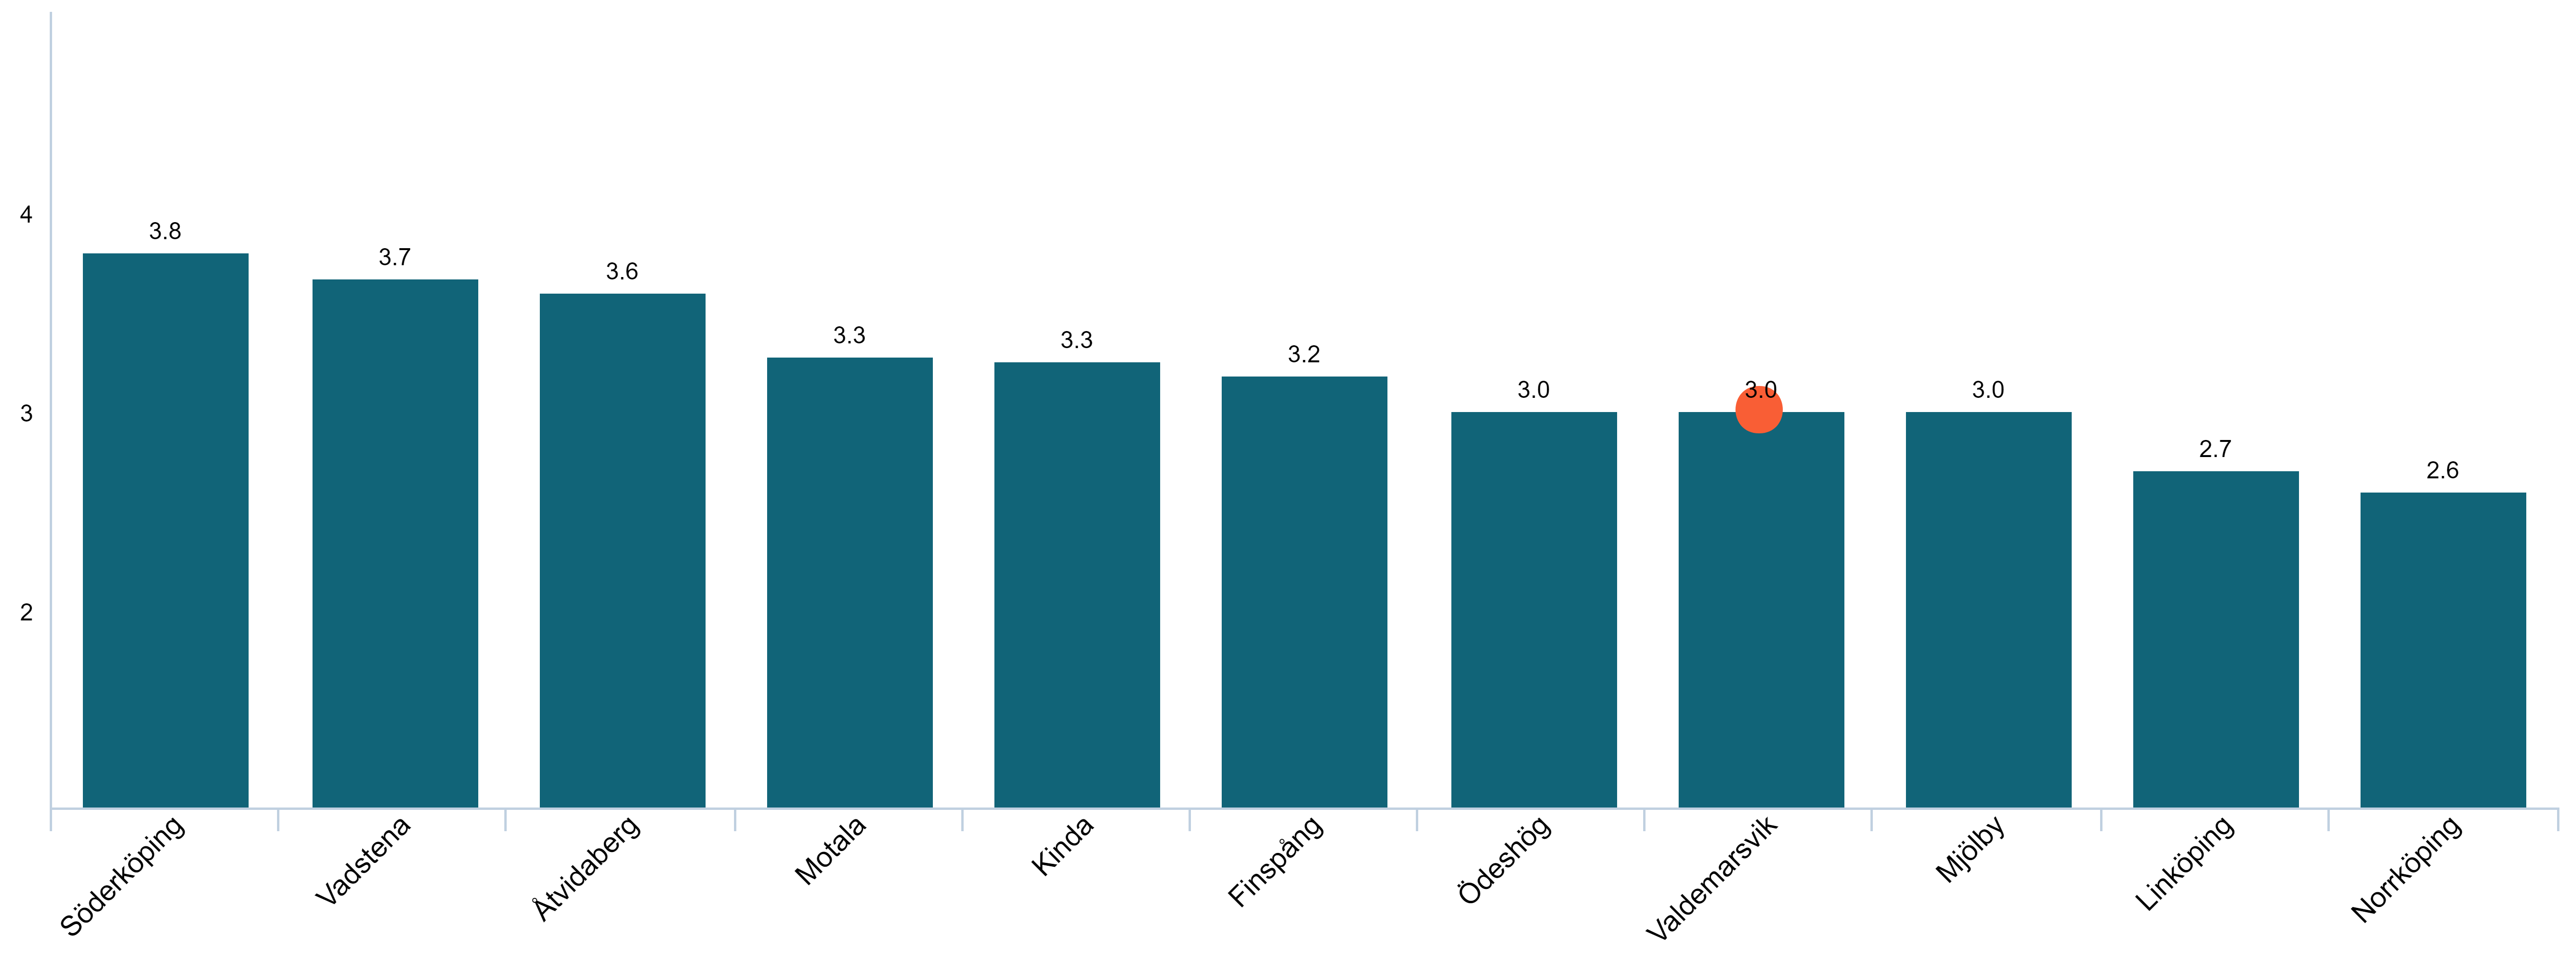 4
3
2
3.8
3.7
3.6
3.3
3.3
3.2
3.0
3.0
3.0
2.7
2.6
Söderköping
Vadstena
Åtvidaberg
Motala
Kinda
Finspång
Ödeshög
Valdemarsvik
Mjölby
Linköping
Norrköping